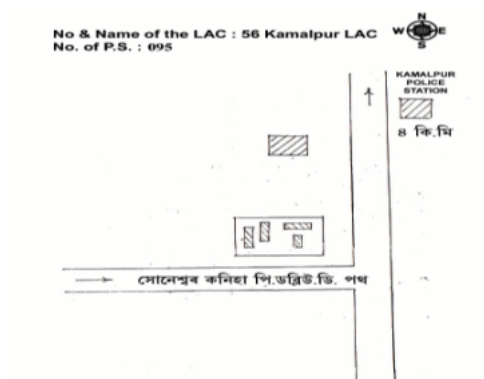 No & Name of the LAC : 56 Kamalpur LAC
No. of P.S. : 095
N
W E
S
KAMALPUR
POLICE
STATION
৪ কি.মি
সোনেশ্বৰ কনিহা পি.ডব্লিউ.ডি. পথ